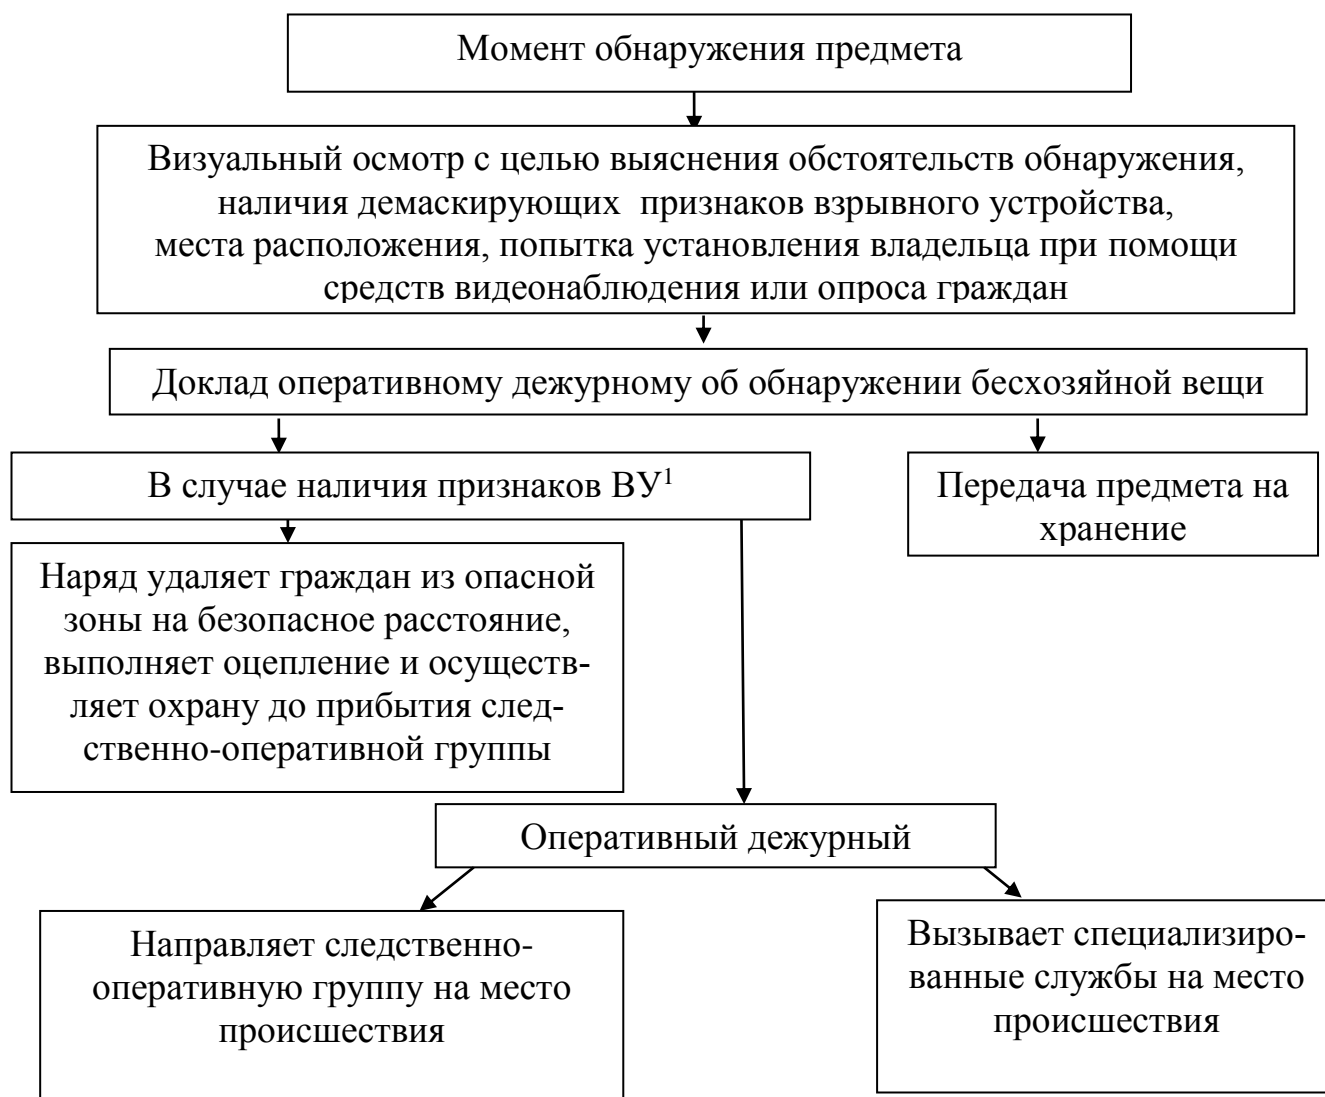 Момент обнаружения предмета
Визуальный осмотр с целью выяснения обстоятельств обнаружения,
наличия демаскирующих признаков взрывного устройства,
места расположения, попытка установления владельца при помощи
средств видеонаблюдения или опроса граждан
Доклад оперативному дежурному об обнаружении бесхозяйной вещи
В случае наличия признаков ВУ¹
Передача предмета на
хранение
Наряд удаляет граждан из опасной
зоны на безопасное расстояние,
выполняет оцепление и осуществ-
ляет охрану до прибытия след-
ственно-оперативной группы
Оперативный дежурный
Направляет следственно-
оперативную группу на место
происшествия
Вызывает специализиро-
ванные службы на место
происшествия